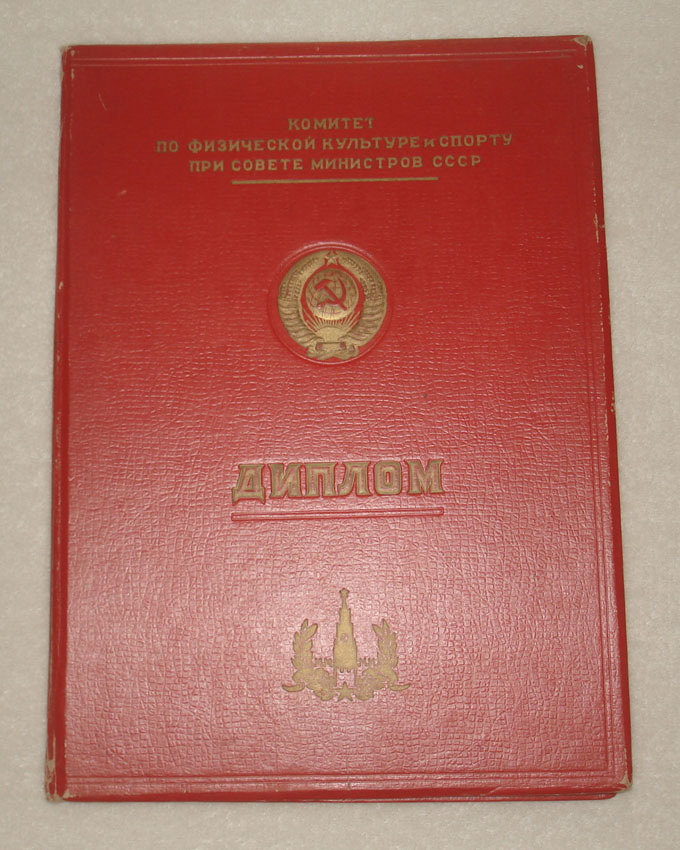 КОМИТЕТ
ПО ФИЗИЧЕСКОЙ КУЛЬТУРЕ И СПОРТУ
ПРИ СОВЕТЕ МИНИСТРОВ СССР
ДИПЛОМ